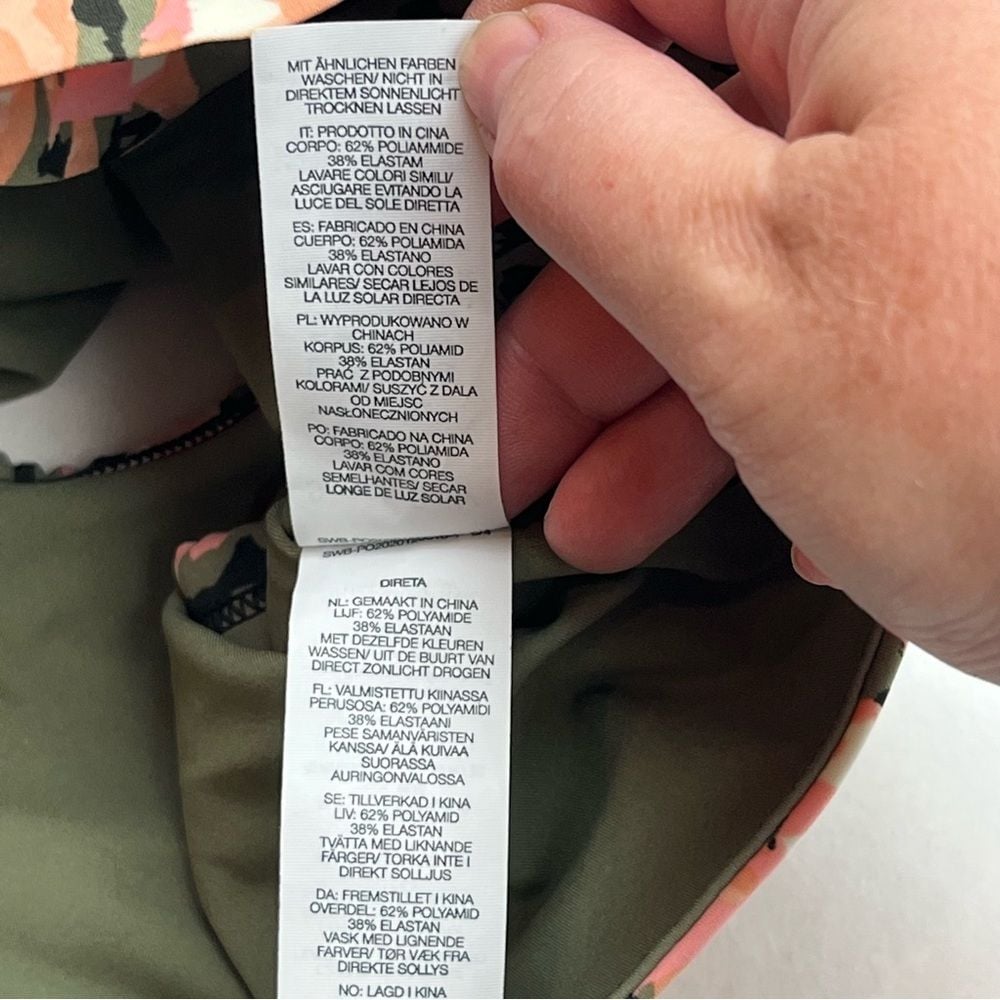 MIT ÄHNLICHEN FARBEN
WASCHEN/ NICHT IN
DIREKTEM SONNENLICHT
TROCKNEN LASSEN
IT: PRODOTTO IN CINA
CORPO: 62% POLIAMMIDE
38% ELASTAM
LAVARE COLORI SIMILI/
ASCIUGARE EVITANDO LA
LUCE DEL SOLE DIRETTA
ES: FABRICADO EN CHINA
CUERPO: 62% POLIAMIDA
38% ELASTANO
LAVAR CON COLORES
SIMILARES/ SECAR LEJOS DE
LA LUZ SOLAR DIRECTA
PL: WYPRODUKOWANO W
CHINACH
KORPUS: 62% POLIAMID
38% ELASTAN
PRAĆ Z PODOBNYMI
KOLORAMI/ SUSZYĆ Z DALA
OD MIEJSC
NASŁONECZNIONYCH
PO: FABRICADO NA CHINA
CORPO: 62% POLIAMIDA
38% ELASTANO
LAVAR COM CORES
SEMELHANTES/ SECAR
LONGE DE LUZ SOLAR
DIRETA
NL: GEMAAKT IN CHINA
LIJF: 62% POLYAMIDE
38% ELASTAAN
MET DEZELFDE KLEUREN
WASSEN/ UIT DE BUURT VAN
DIRECT ZONLICHT DROGEN
FL: VALMISTETTU KIINASSA
PERUSOSA: 62% POLYAMIDI
38% ELASTAANI
PESE SAMANVÄRISTEN
KANSSA/ ÄLÄ KUIVAA
SUORASSA
AURINGONVALOSSA
SE: TILLVERKAD I KINA
LIV: 62% POLYAMID
38% ELASTAN
TVÄTTA MED LIKNANDE
FÄRGER/ TORKA INTE I
DIREKT SOLLJUS
DA: FREMSTILLET I KINA
OVERDEL: 62% POLYAMID
38% ELASTAN
VASK MED LIGNENDE
FARVER/ TØR VÆK FRA
DIREKTE SOLLYS
NO: LAGD I KINA